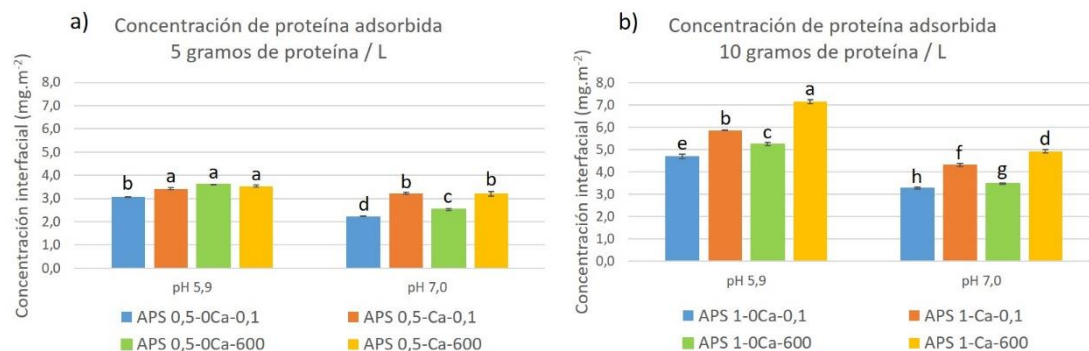 a) Concentración de proteína adsorbida
5 gramos de proteína / L
Concentración interfacial (mg.m-2)
8,0
7,0
6,0
5,0
4,0
3,0
2,0
1,0
0,0
b a a a
d b c b
pH 5,9 pH 7,0
APS 0,5-0Ca-0,1 APS 0,5-Ca-0,1
APS 0,5-0Ca-600 APS 0,5-Ca-600
b) Concentración de proteína adsorbida
10 gramos de proteína / L
Concentración interfacial (mg.m-2)
8,0
7,0
6,0
5,0
4,0
3,0
2,0
1,0
0,0
e b c a
h f g d
pH 5,9 pH 7,0
APS 1-0Ca-0,1 APS 1-Ca-0,1
APS 1-0Ca-600 APS 1-Ca-600